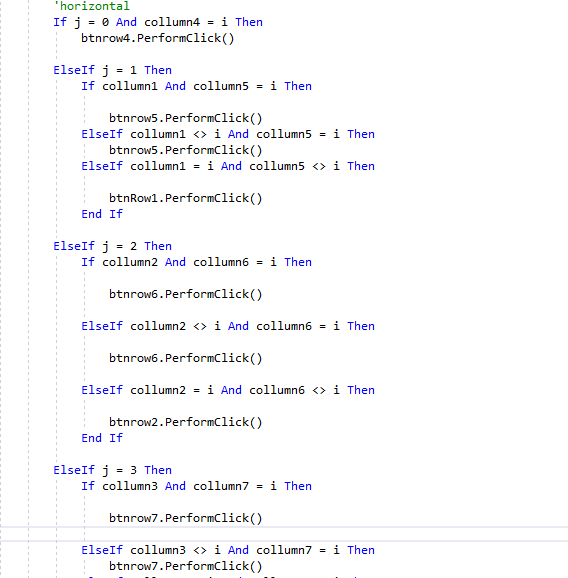 'horizontal
If j = 0 And collumn4 = i Then
btnrow4.PerformClick()
ElseIf j = 1 Then
If collumn1 And collumn5 = i Then
btnrow5.PerformClick()
ElseIf collumn1 <> i And collumn5 = i Then
btnrow5.PerformClick()
ElseIf collumn1 = i And collumn5 <> i Then
btnRow1.PerformClick()
End If
ElseIf j = 2 Then
If collumn2 And collumn6 = i Then
btnrow6.PerformClick()
ElseIf collumn2 <> i And collumn6 = i Then
btnrow6.PerformClick()
ElseIf collumn2 = i And collumn6 <> i Then
btnrow2.PerformClick()
End If
ElseIf j = 3 Then
If collumn3 And collumn7 = i Then
btnrow7.PerformClick()
ElseIf collumn3 <> i And collumn7 = i Then
btnrow7.PerformClick()